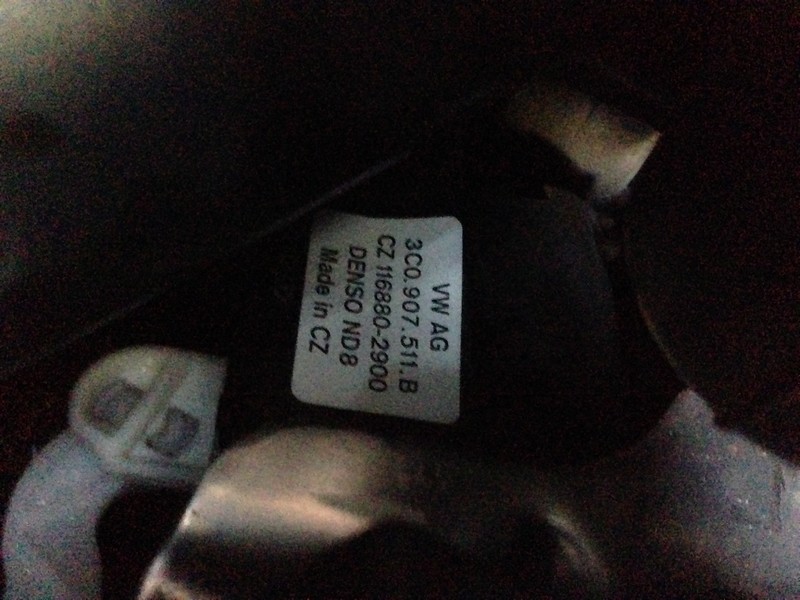 VW AG
3C0.907.511.B
CZ 116880-2900
DENSO ND8
Made in CZ